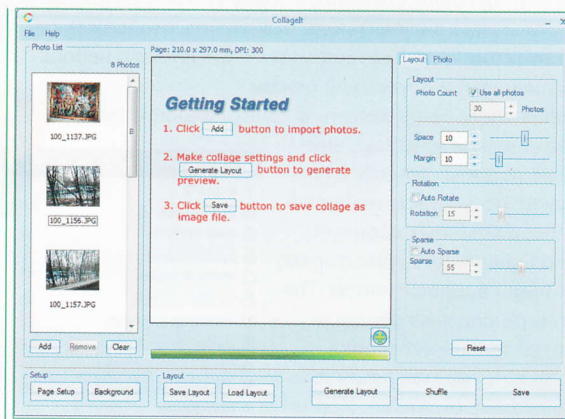 CollageIt
File Help
Photo List
8 Photos
100_1137.JPG
100_1156.JPG
100_1157.JPG
Add Remove Clear
Page: 210.0 x 297.0 mm, DPI: 300
Getting Started
1. Click Add button to import photos.
2. Make collage settings and click
Generate Layout button to generate
preview.
3. Click Save button to save collage as
image file.
Layout Photo
Layout
Photo Count Use all photos
30 Photos
Space 10
Margin 10
Rotation
Auto Rotate
Rotation 15
Sparse
Auto Sparse
Sparse 55
Reset
Setup
Page Setup Background
Layout
Save Layout Load Layout
Generate Layout Shuffle Save